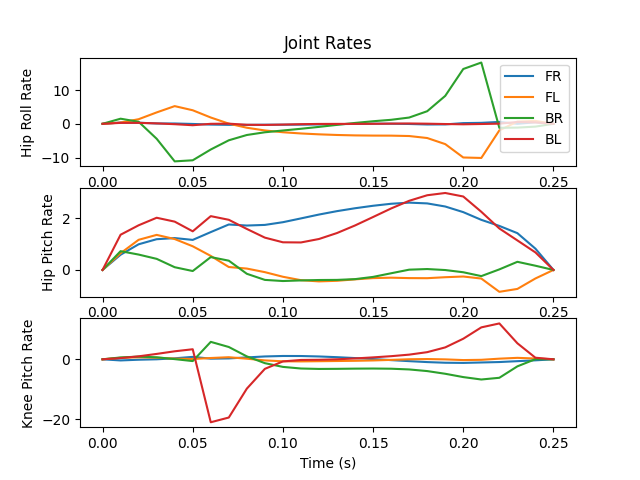 Joint Rates
Hip Roll Rate
10
0
−10
FR
FL
BR
BL
0.00 0.05 0.10 0.15 0.20 0.25
Hip Pitch Rate
2
0
0.00 0.05 0.10 0.15 0.20 0.25
Knee Pitch Rate
0
−20
0.00 0.05 0.10 0.15 0.20 0.25
Time (s)